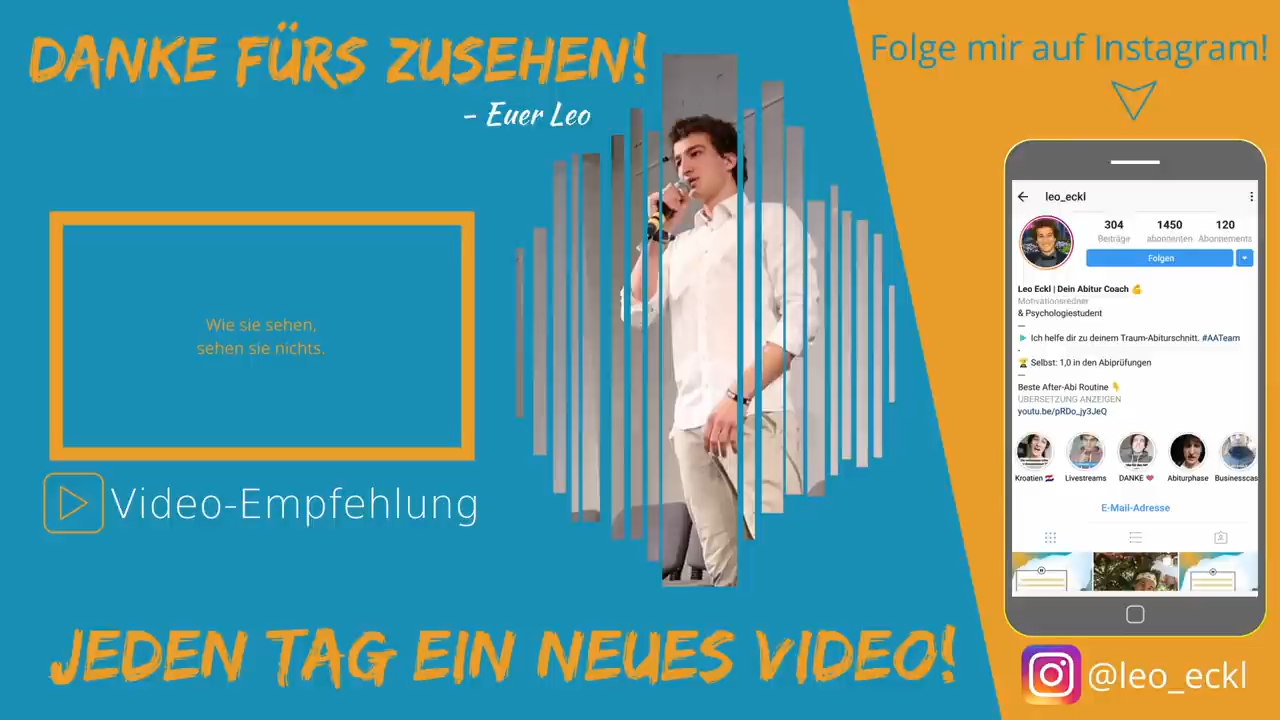 DANKE FÜRS ZUSEHEN!
- Euer Leo
Wie sie sehen,
sehen sie nichts.
Video-Empfehlung
JEDEN TAG EIN NEUES VIDEO!
Folge mir auf Instagram!
leo_eckl
304 1450 120
Beiträge abonnenten Abonnements
Folgen
Leo Eckl | Dein Abitur Coach 💪
Motivationsredner
& Psychologiestudent
—
▶ Ich helfe dir zu deinem Traum-Abiturschnitt. #AATeam
.
⏳ Selbst: 1,0 in den Abiprüfungen
—
Beste After-Abi Routine 👇
ÜBERSETZUNG ANZEIGEN
youtu.be/pRDo_jy3JeQ
Kroatien 🇭🇷 Livestreams DANKE 💗 Abiturphase Businesscas
E-Mail-Adresse
@leo_eckl